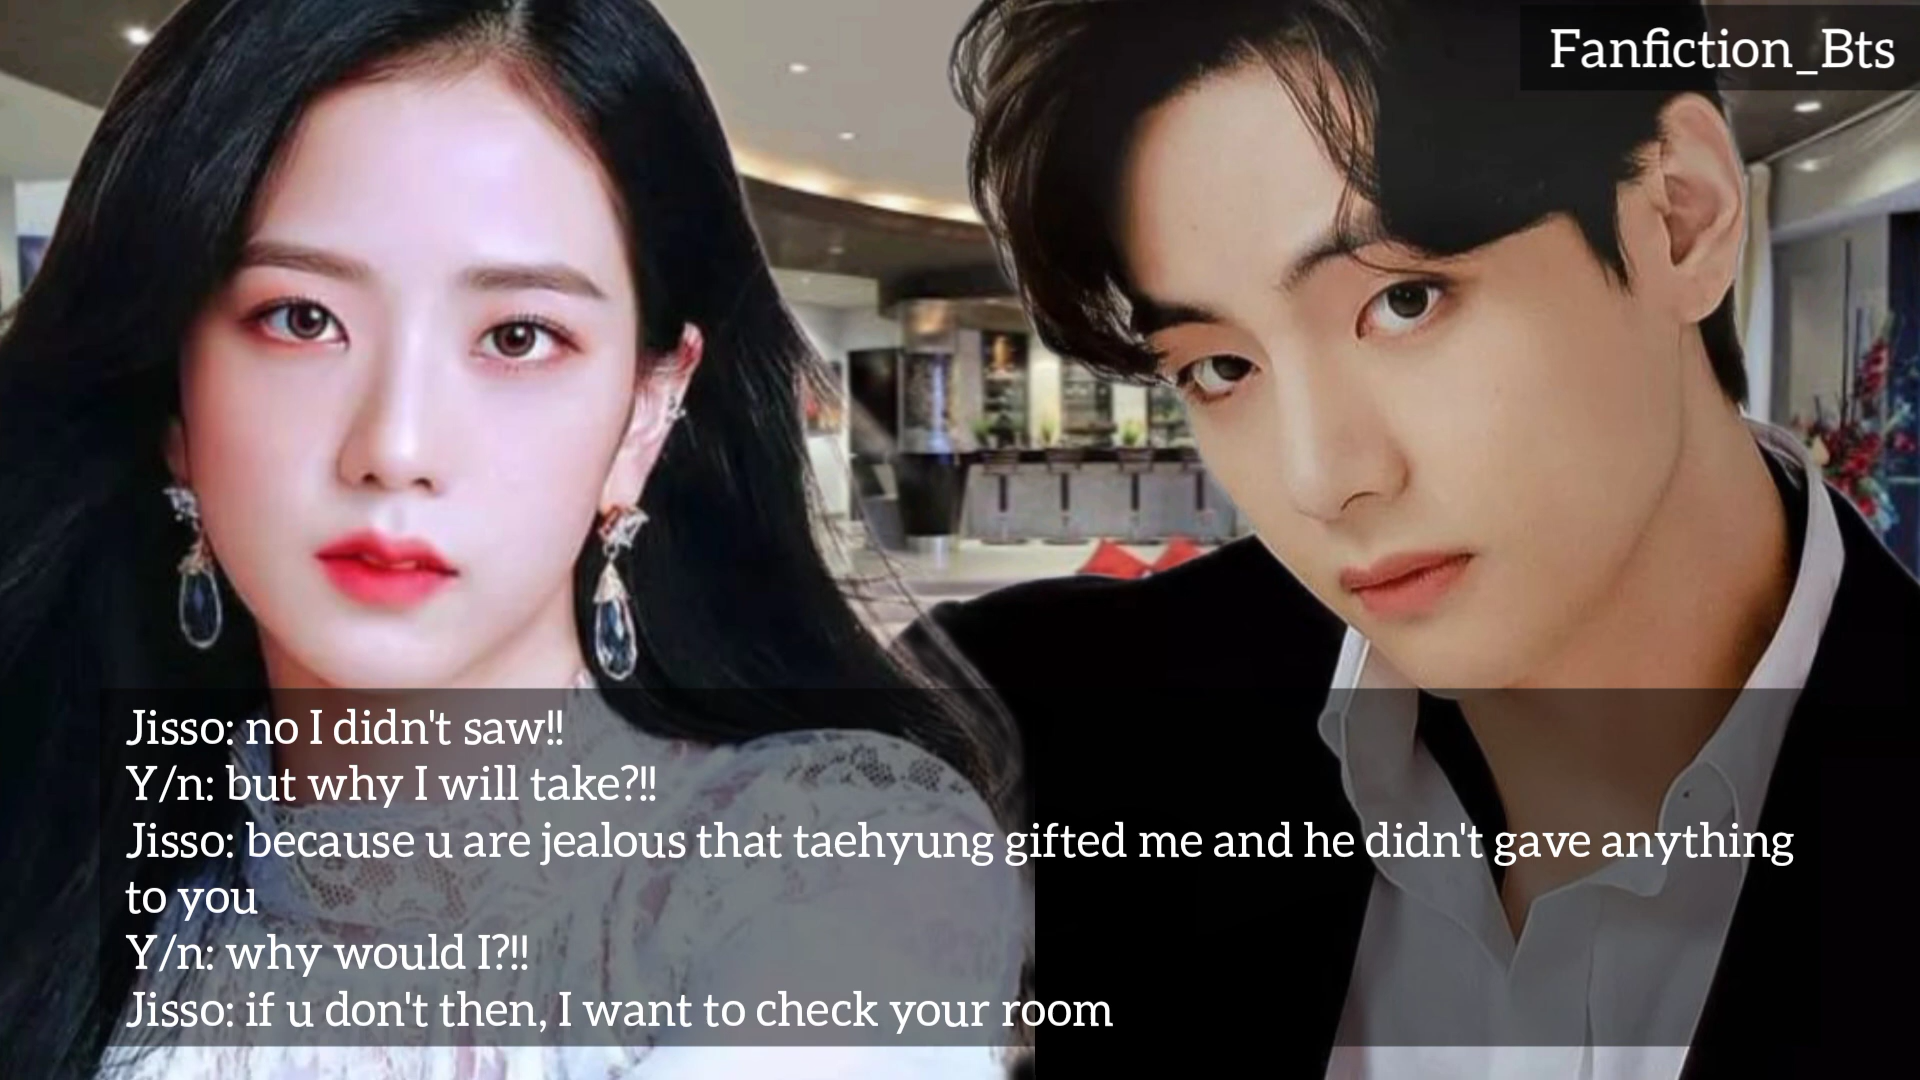 Fanfiction_Bts
Jisso: no I didn't saw!!
Y/n: but why I will take?!!
Jisso: because u are jealous that taehyung gifted me and he didn't gave anything
to you
Y/n: why would I?!!
Jisso: if u don't then, I want to check your room